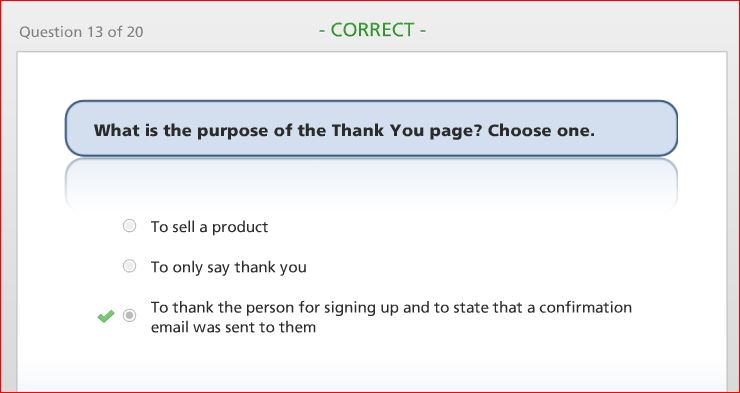 Question 13 of 20
- CORRECT -
What is the purpose of the Thank You page? Choose one.
To sell a product
To only say thank you
To thank the person for signing up and to state that a confirmation
email was sent to them